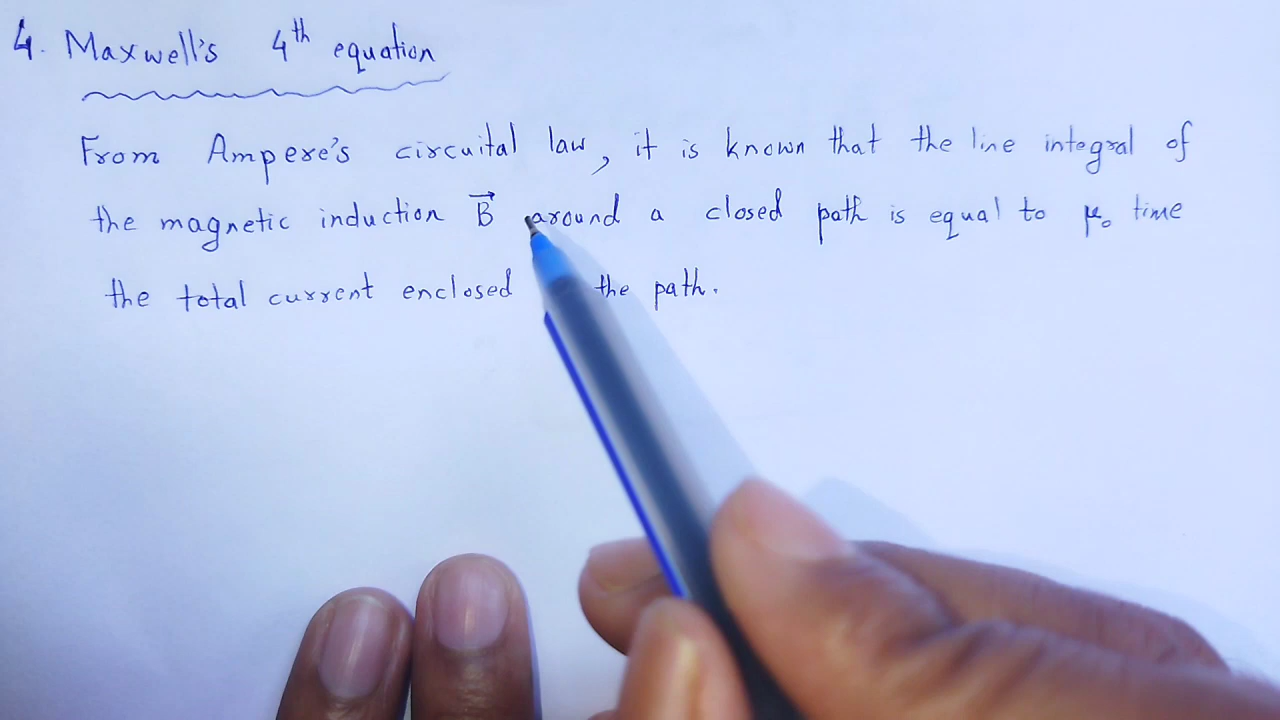 4. Maxwell's 4th equation
From Ampere's circuital law, it is known that the line integral of
the magnetic induction B⃗ around a closed path is equal to μ₀ time
the total current enclosed the path.